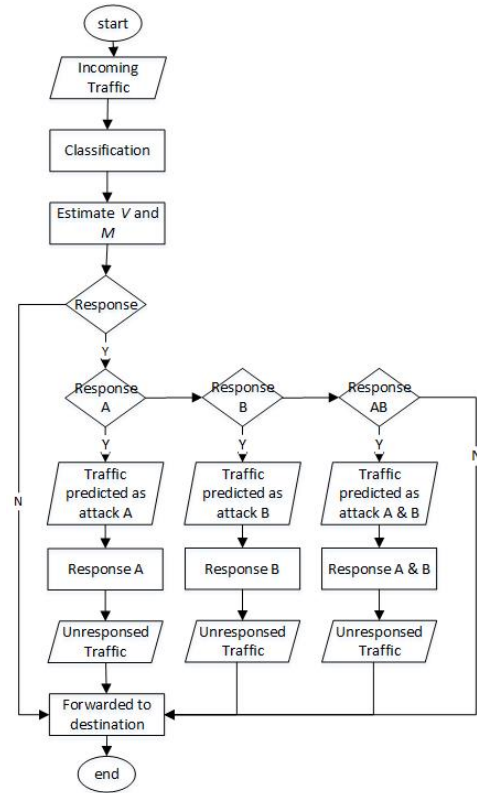 start
Incoming
Traffic
Classification
Estimate V and
M
Response
Y
Response
A
Response
B
Response
AB
Y
Y
Y
N
N
Traffic
predicted as
attack A
Traffic
predicted as
attack B
Traffic
predicted as
attack A & B
Response A
Response B
Response A & B
Unresponsed
Traffic
Unresponsed
Traffic
Unresponsed
Traffic
Forwarded to
destination
end